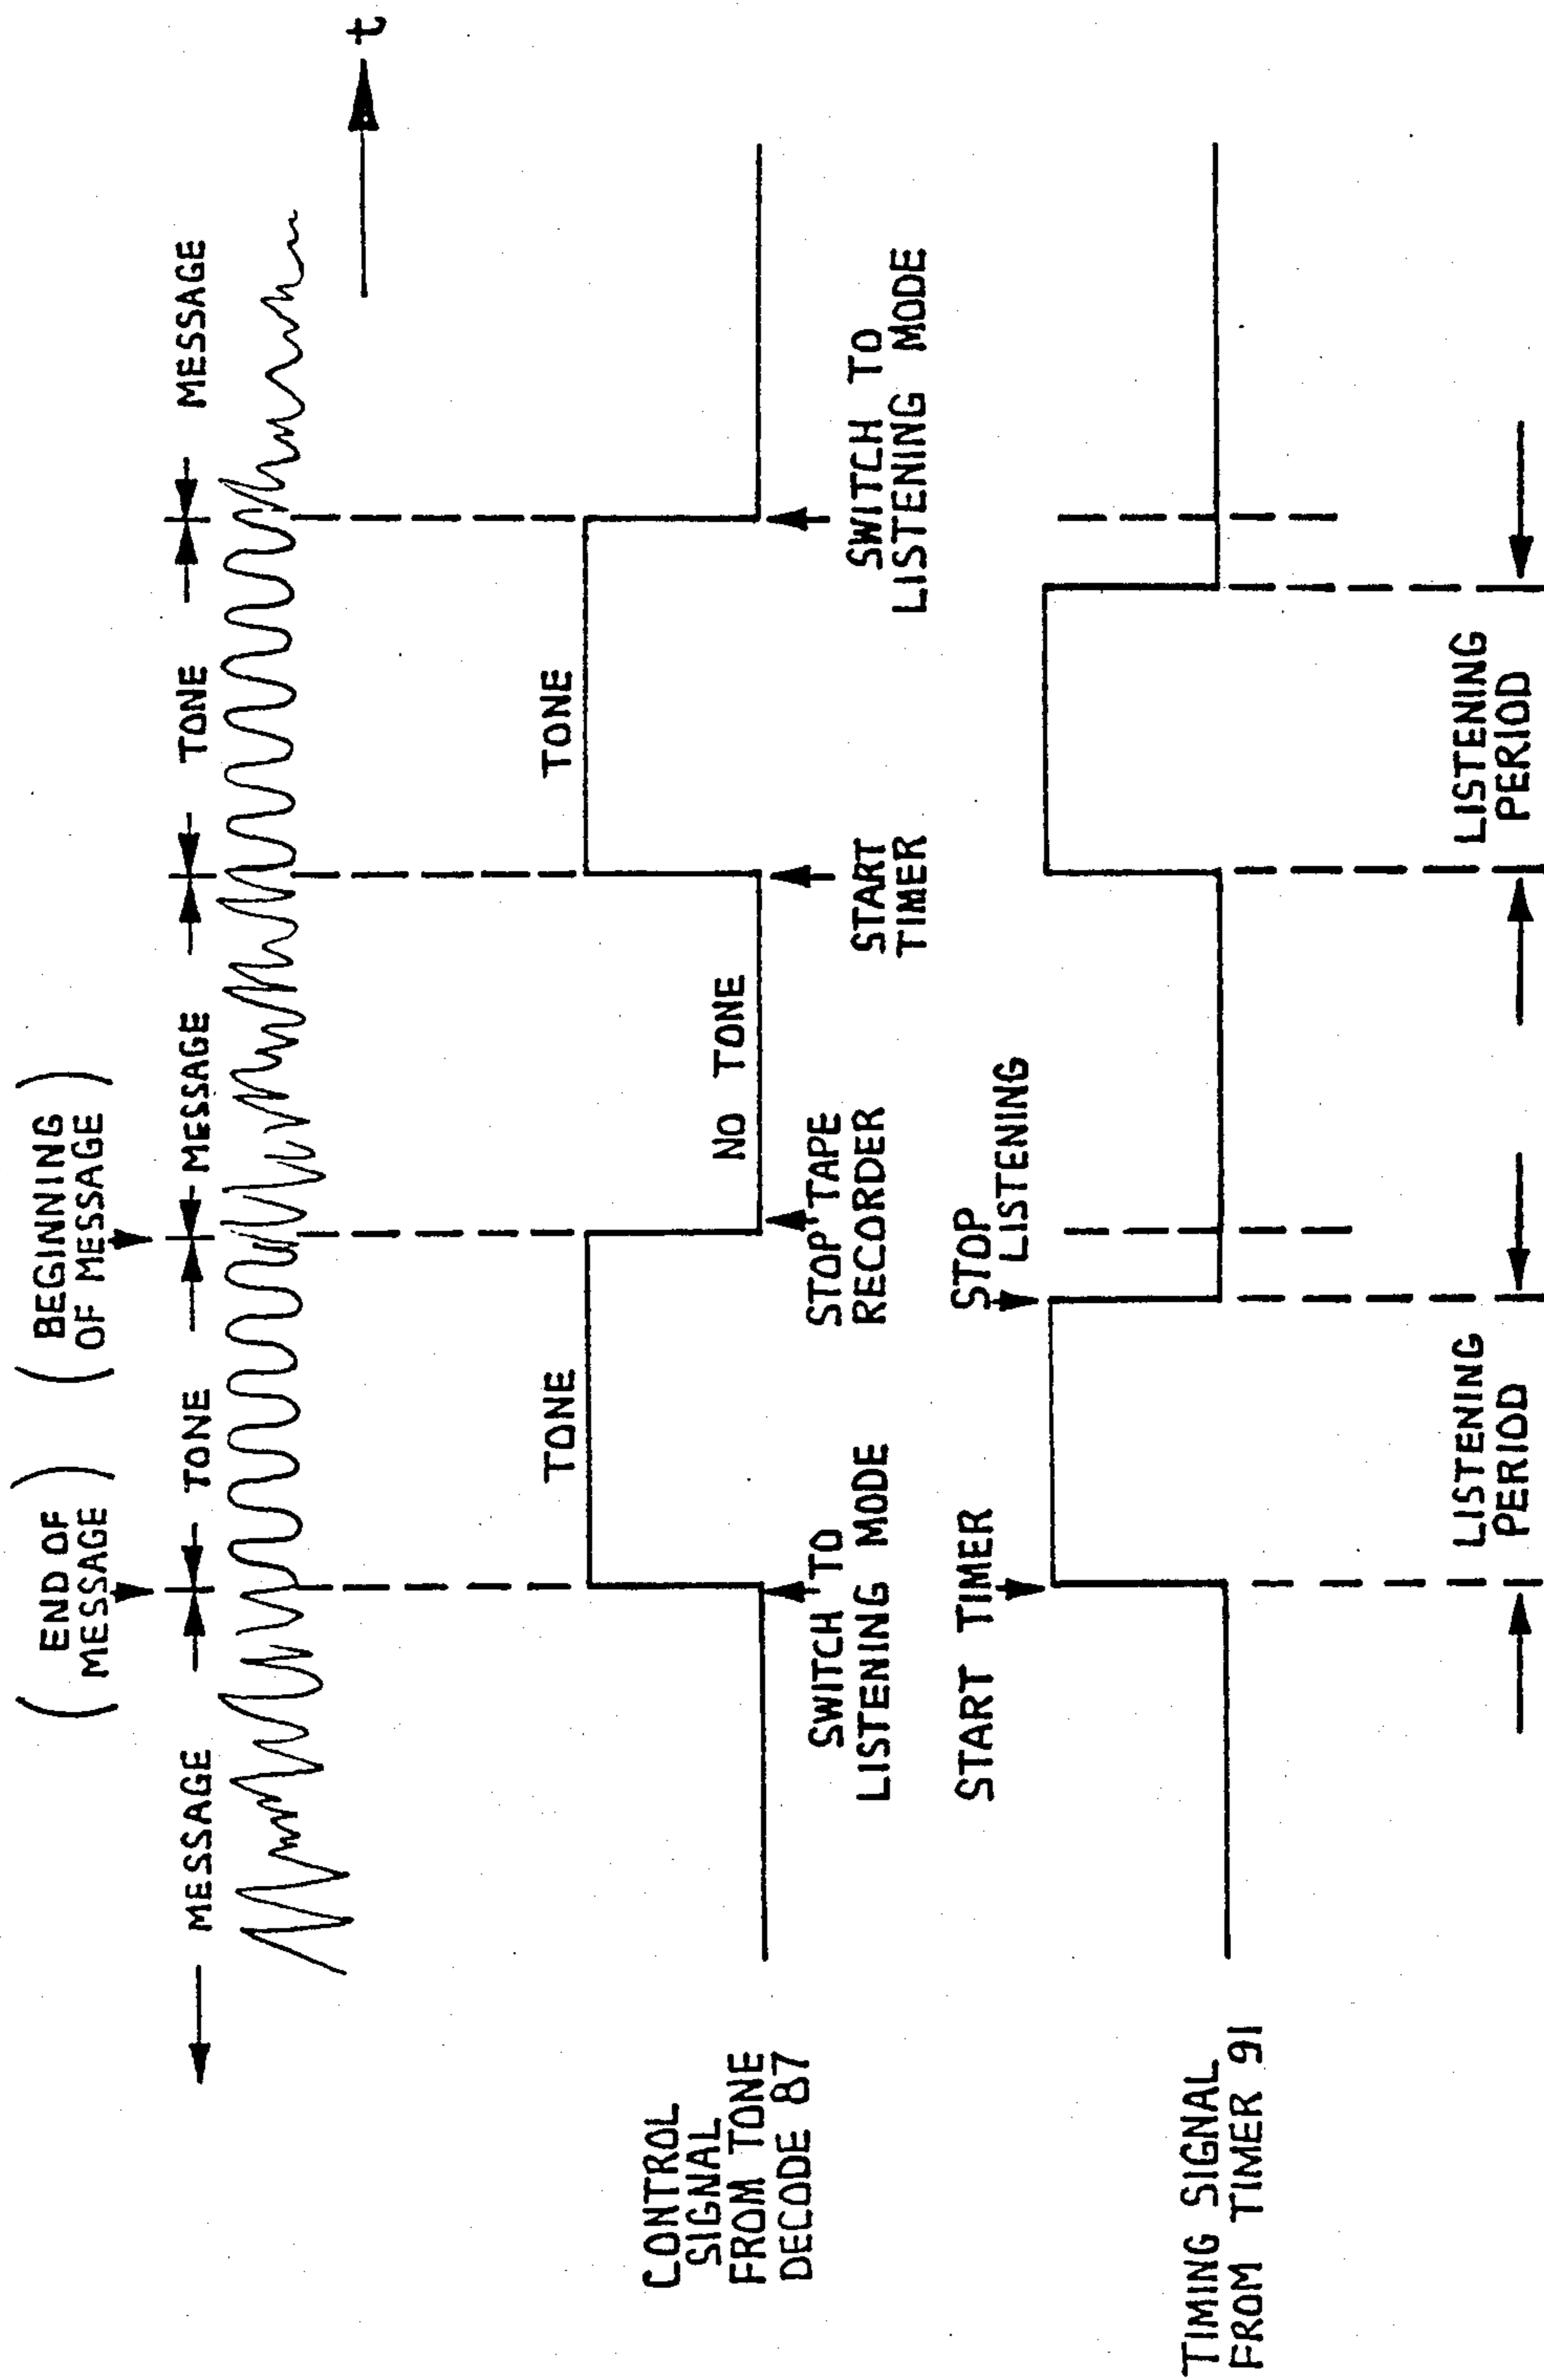 ( END OF
MESSAGE )
( BEGINNING
OF MESSAGE )
MESSAGE
TONE
MESSAGE
TONE
MESSAGE
t
CONTROL
SIGNAL
FROM TONE
DECODE 87
TONE
NO TONE
TONE
SWITCH TO
LISTENING MODE
STOP TAPE
RECORDER
START
TIMER
SWITCH TO
LISTENING MODE
TIMING SIGNAL
FROM TIMER 91
START TIMER
STOP
LISTENING
LISTENING
PERIOD
LISTENING
PERIOD